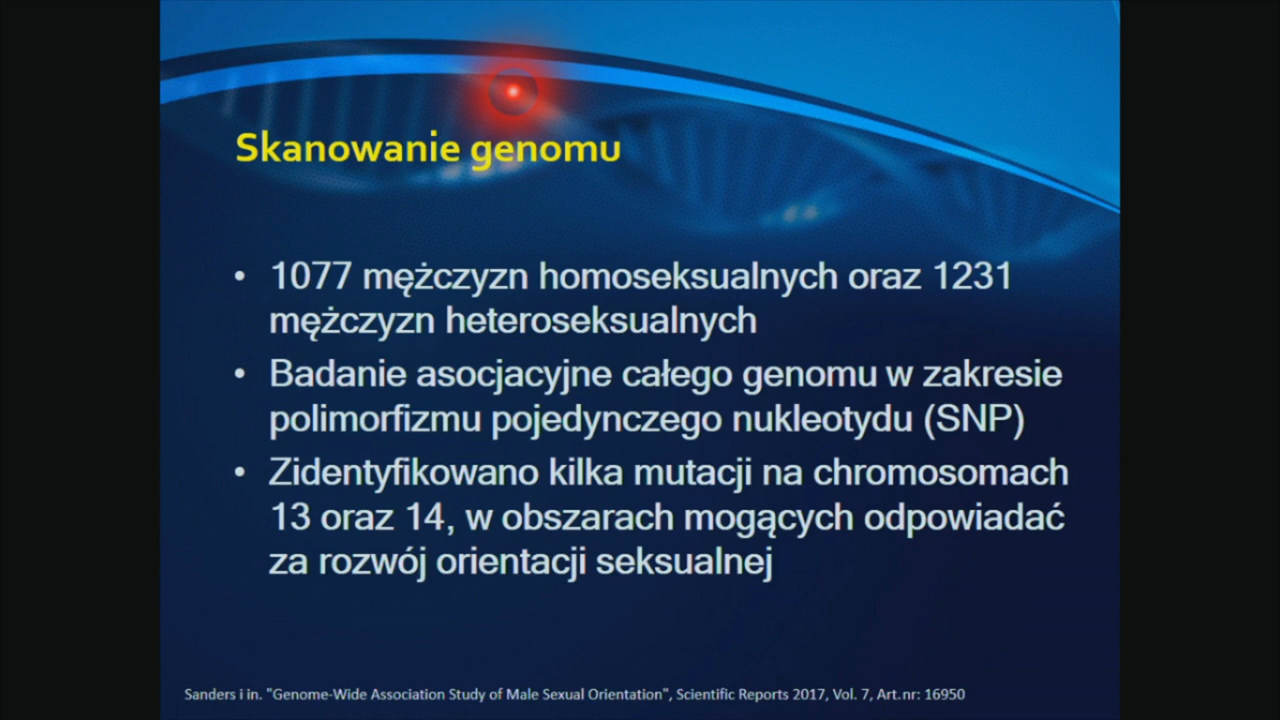 Skanowanie genomu
• 1077 mężczyzn homoseksualnych oraz 1231
mężczyzn heteroseksualnych
• Badanie asocjacyjne całego genomu w zakresie
polimorfizmu pojedynczego nukleotydu (SNP)
• Zidentyfikowano kilka mutacji na chromosomach
13 oraz 14, w obszarach mogących odpowiadać
za rozwój orientacji seksualnej
Sanders i in. "Genome-Wide Association Study of Male Sexual Orientation", Scientific Reports 2017, Vol. 7, Art. nr: 16950